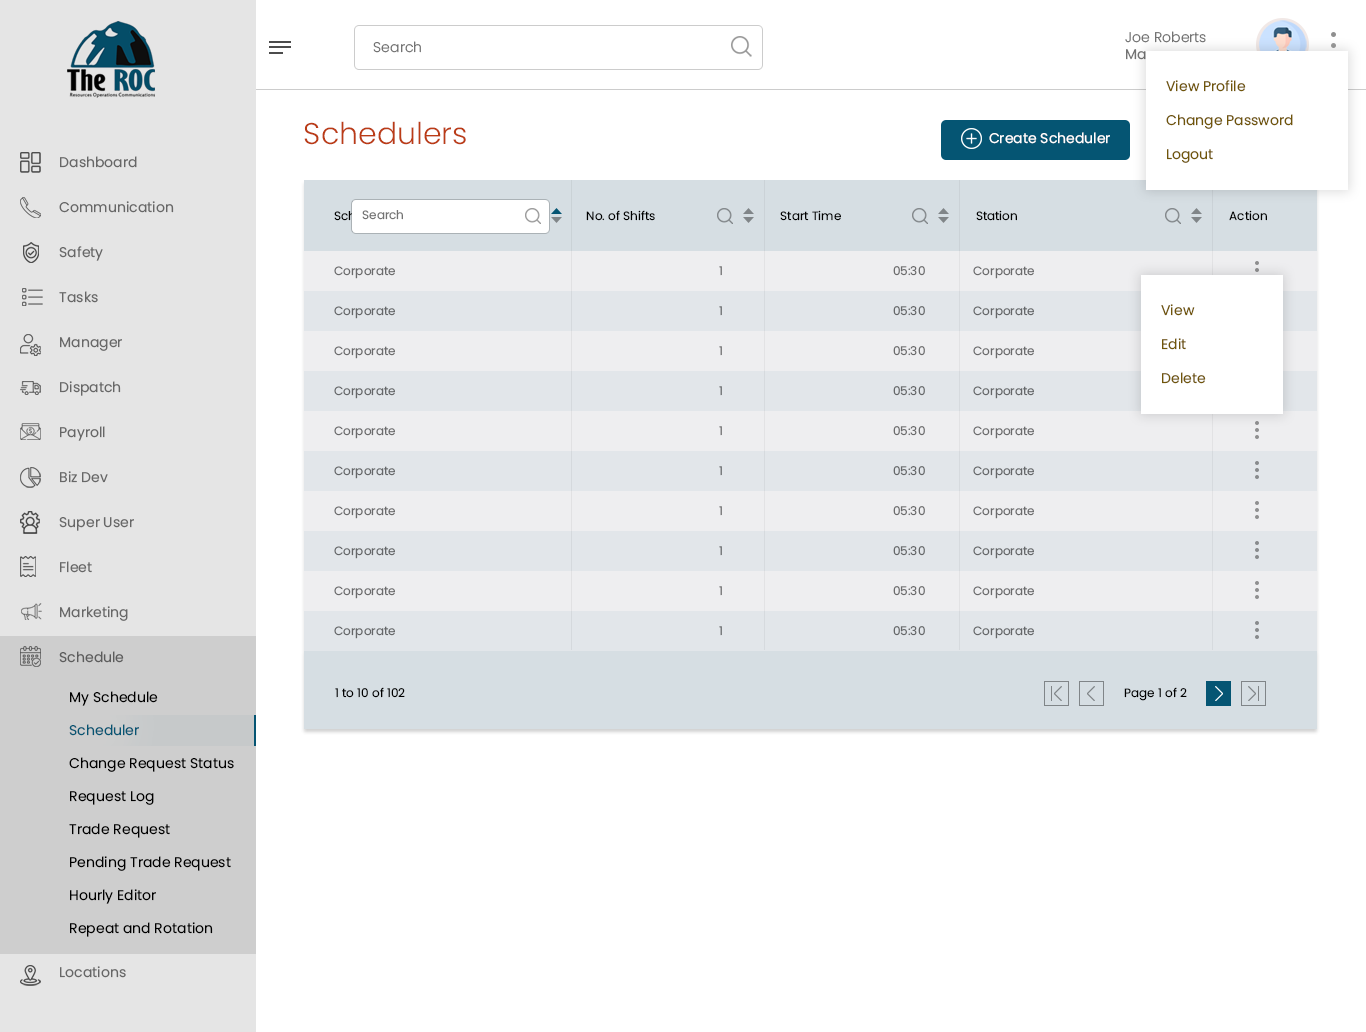 The ROC
Resources Operations Communications
Dashboard
Communication
Safety
Tasks
Manager
Dispatch
Payroll
Biz Dev
Super User
Fleet
Marketing
Schedule
My Schedule
Scheduler
Change Request Status
Request Log
Trade Request
Pending Trade Request
Hourly Editor
Repeat and Rotation
Locations
Search
Joe Roberts
Ma
View Profile
Change Password
Logout
Schedulers
Create Scheduler
Sch Search No. of Shifts Start Time Station Action
Corporate 1 05:30 Corporate
Corporate 1 05:30 Corporate
Corporate 1 05:30 Corporate
Corporate 1 05:30 Corporate
Corporate 1 05:30 Corporate
Corporate 1 05:30 Corporate
Corporate 1 05:30 Corporate
Corporate 1 05:30 Corporate
Corporate 1 05:30 Corporate
Corporate 1 05:30 Corporate
View
Edit
Delete
1 to 10 of 102
Page 1 of 2